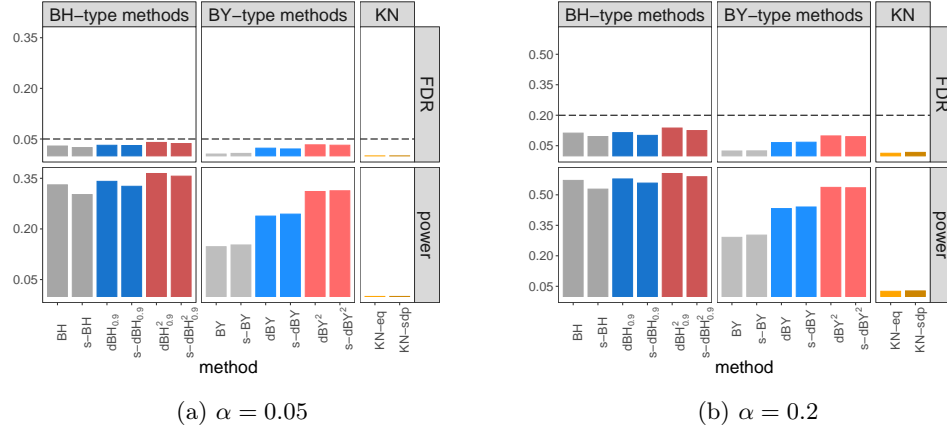 BH−type methods BY−type methods KN
0.35
0.20
0.05
FDR
0.35
0.20
0.05
power
BH s−BH dBH0.9 s−dBH0.9 dBH²0.9 s−dBH²0.9 BY s−BY dBY s−dBY dBY² s−dBY² KN−eq KN−sdp
method
(a) α = 0.05
BH−type methods BY−type methods KN
0.50
0.35
0.20
0.05
FDR
0.50
0.35
0.20
0.05
power
BH s−BH dBH0.9 s−dBH0.9 dBH²0.9 s−dBH²0.9 BY s−BY dBY s−dBY dBY² s−dBY² KN−eq KN−sdp
method
(b) α = 0.2